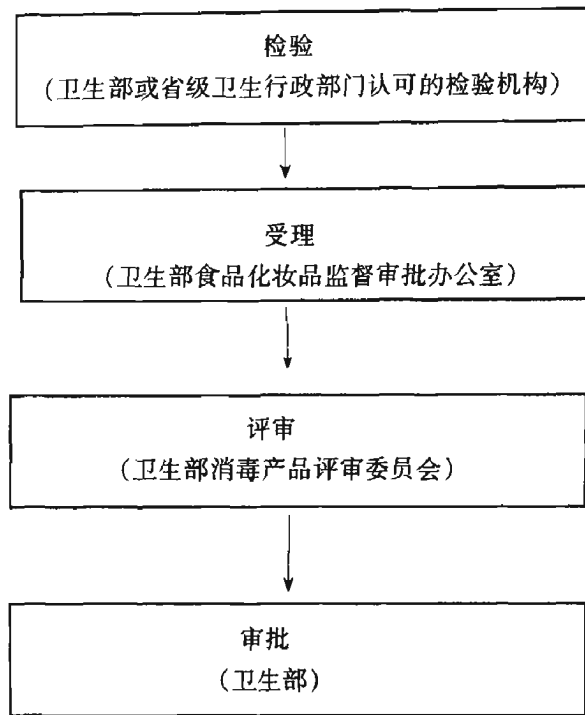 检验
（卫生部或省级卫生行政部门认可的检验机构）
受理
（卫生部食品化妆品监督审批办公室）
评审
（卫生部消毒产品评审委员会）
审批
（卫生部）